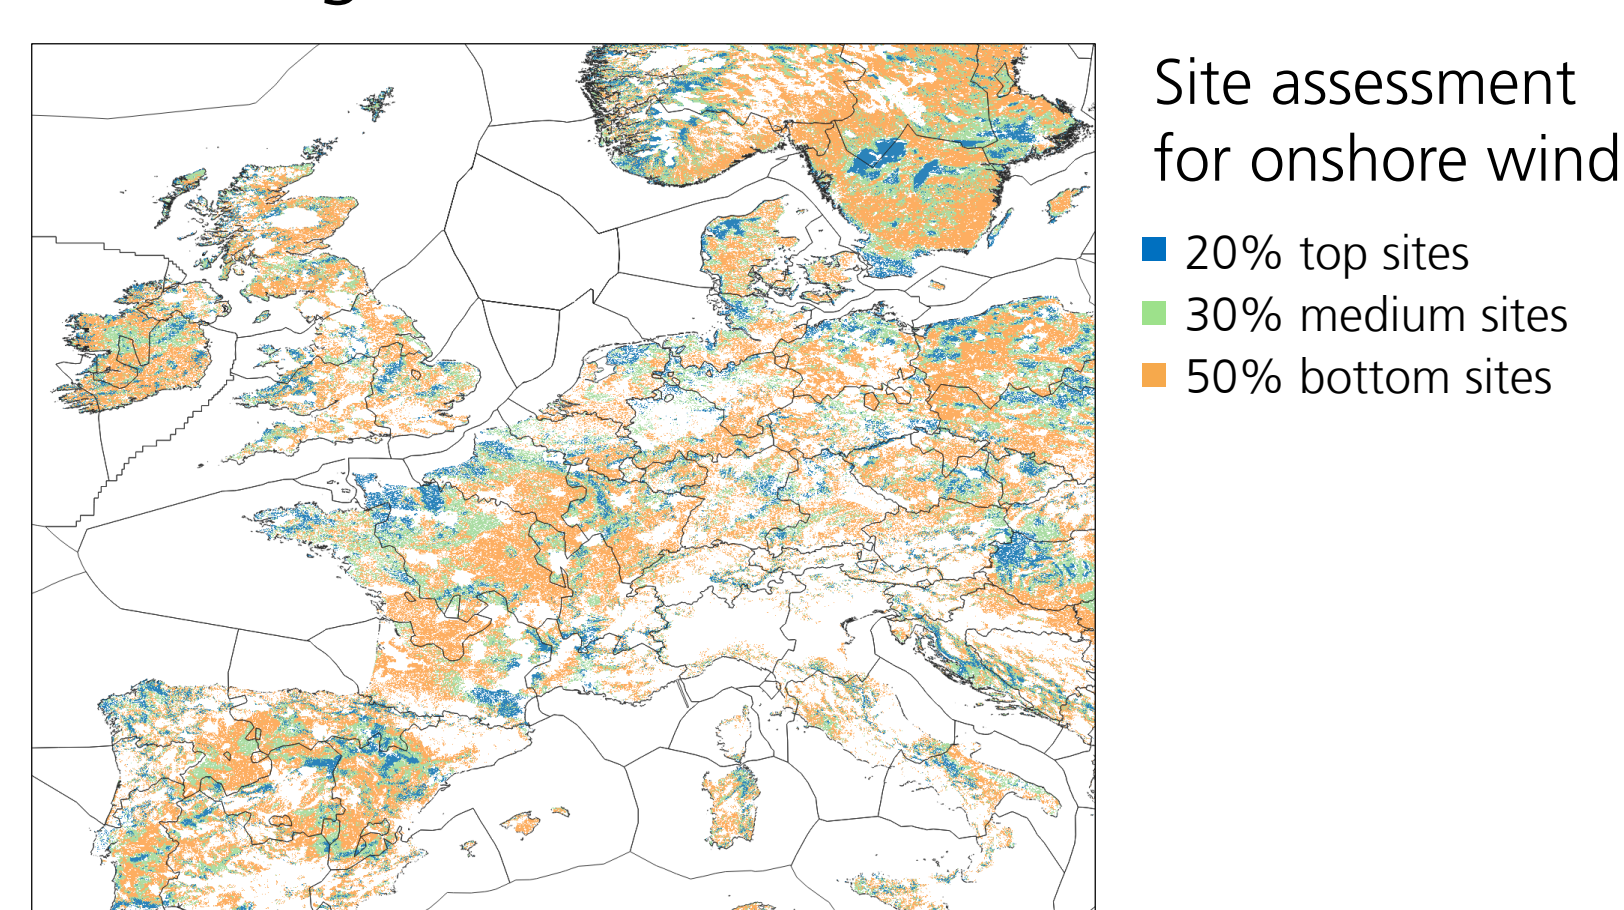 Site assessment
for onshore wind
20% top sites
30% medium sites
50% bottom sites